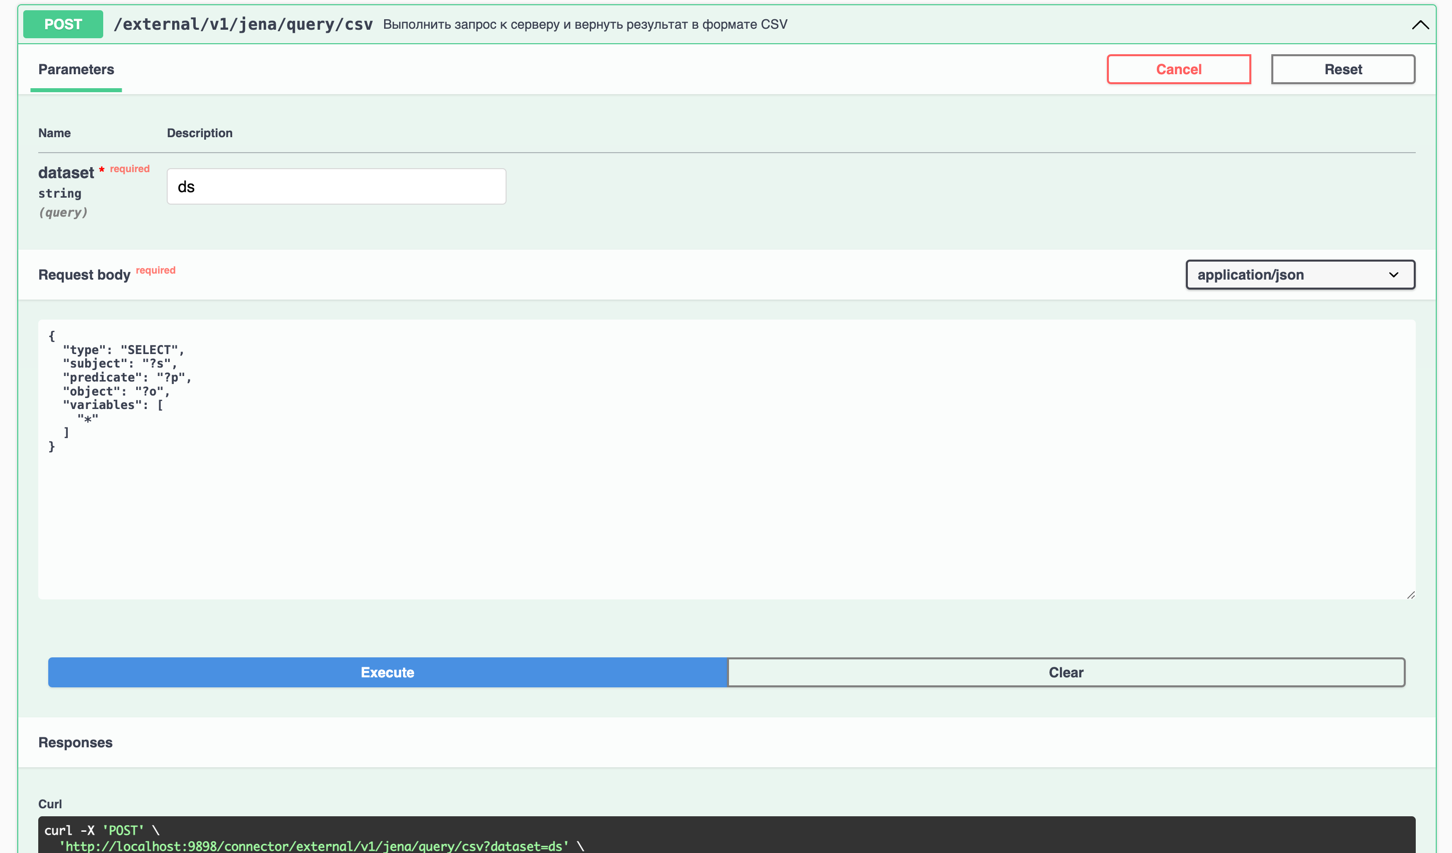 POST /external/v1/jena/query/csv Выполнить запрос к серверу и вернуть результат в формате CSV
Parameters
Cancel
Reset
Name Description
dataset * required
string
(query)
ds
Request body required
application/json
{
  "type": "SELECT",
  "subject": "?s",
  "predicate": "?p",
  "object": "?o",
  "variables": [
    "*"
  ]
}
Execute
Clear
Responses
Curl
curl -X 'POST' \
  'http://localhost:9898/connector/external/v1/jena/query/csv?dataset=ds' \